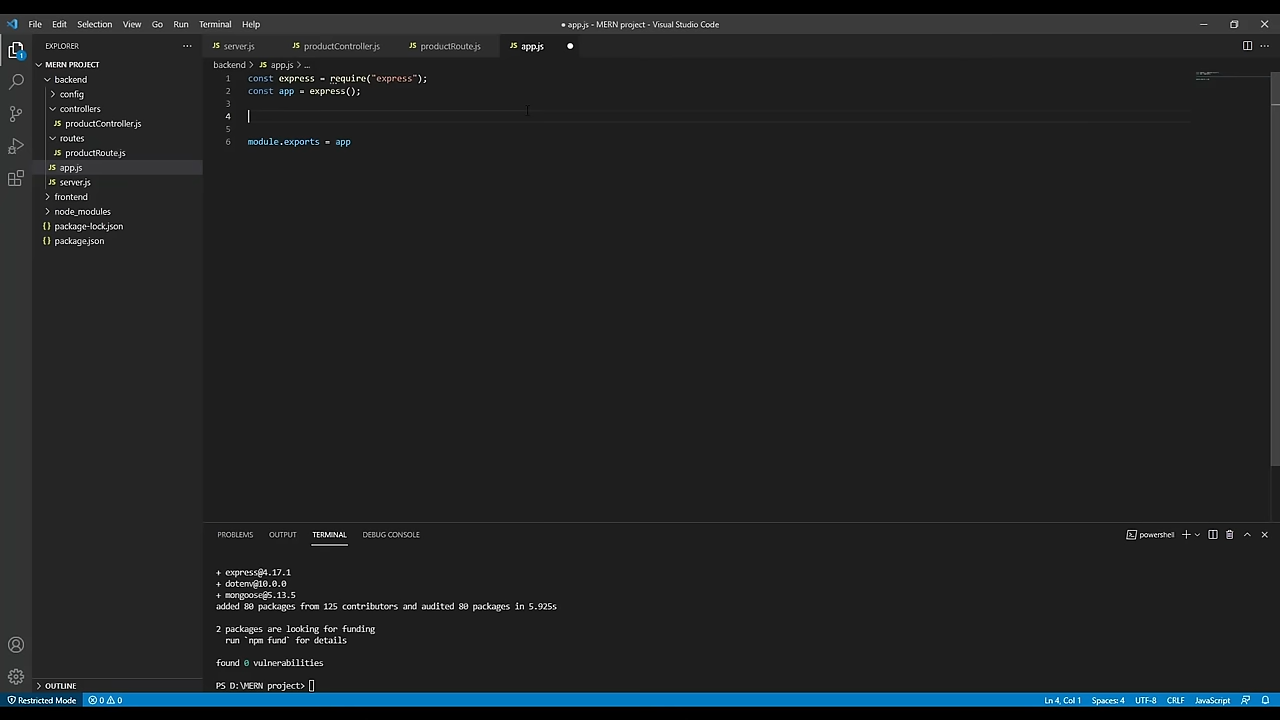 File Edit Selection View Go Run Terminal Help
● app.js - MERN project - Visual Studio Code
EXPLORER
MERN PROJECT
backend
config
controllers
JS productController.js
routes
JS productRoute.js
JS app.js
JS server.js
frontend
node_modules
{} package-lock.json
{} package.json
OUTLINE
JS server.js JS productController.js JS productRoute.js JS app.js
backend > JS app.js > ...
1 const express = require("express");
2 const app = express();
3
4
5
6 module.exports = app
PROBLEMS OUTPUT TERMINAL DEBUG CONSOLE
powershell
+ express@4.17.1
+ dotenv@10.0.0
+ mongoose@5.13.5
added 80 packages from 125 contributors and audited 80 packages in 5.925s
2 packages are looking for funding
run `npm fund` for details
found 0 vulnerabilities
PS D:\MERN project>
Restricted Mode 0 0 Ln 4, Col 1 Spaces: 4 UTF-8 CRLF JavaScript